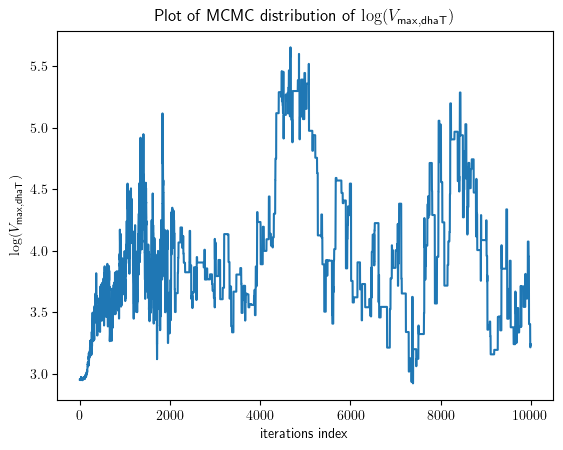 Plot of MCMC distribution of log(V_max,dhaT)
log(V_max,dhaT)
5.5
5.0
4.5
4.0
3.5
3.0
0 2000 4000 6000 8000 10000
iterations index